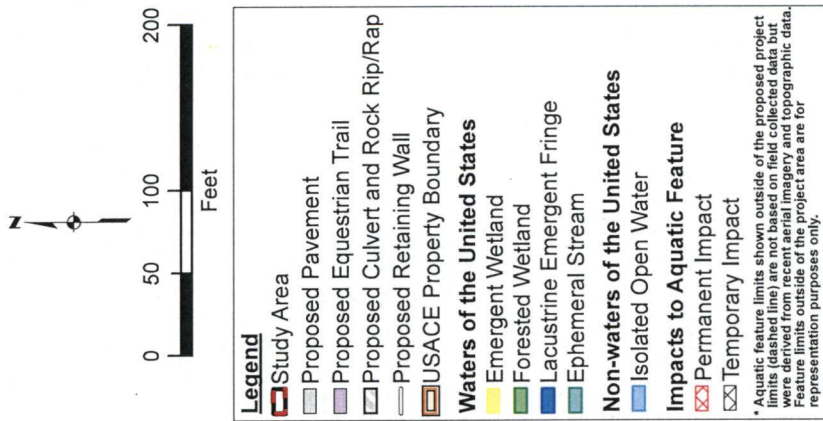 N
0 50 100 200
Feet
Legend
Study Area
Proposed Pavement
Proposed Equestrian Trail
Proposed Culvert and Rock Rip/Rap
Proposed Retaining Wall
USACE Property Boundary
Waters of the United States
Emergent Wetland
Forested Wetland
Lacustrine Emergent Fringe
Ephemeral Stream
Non-waters of the United States
Isolated Open Water
Impacts to Aquatic Feature
Permanent Impact
Temporary Impact
* Aquatic feature limits shown outside of the proposed project
limits (dashed line) are not based on field collected data but
were derived from recent aerial imagery and topographic data.
Feature limits outside of the project area are for
representation purposes only.